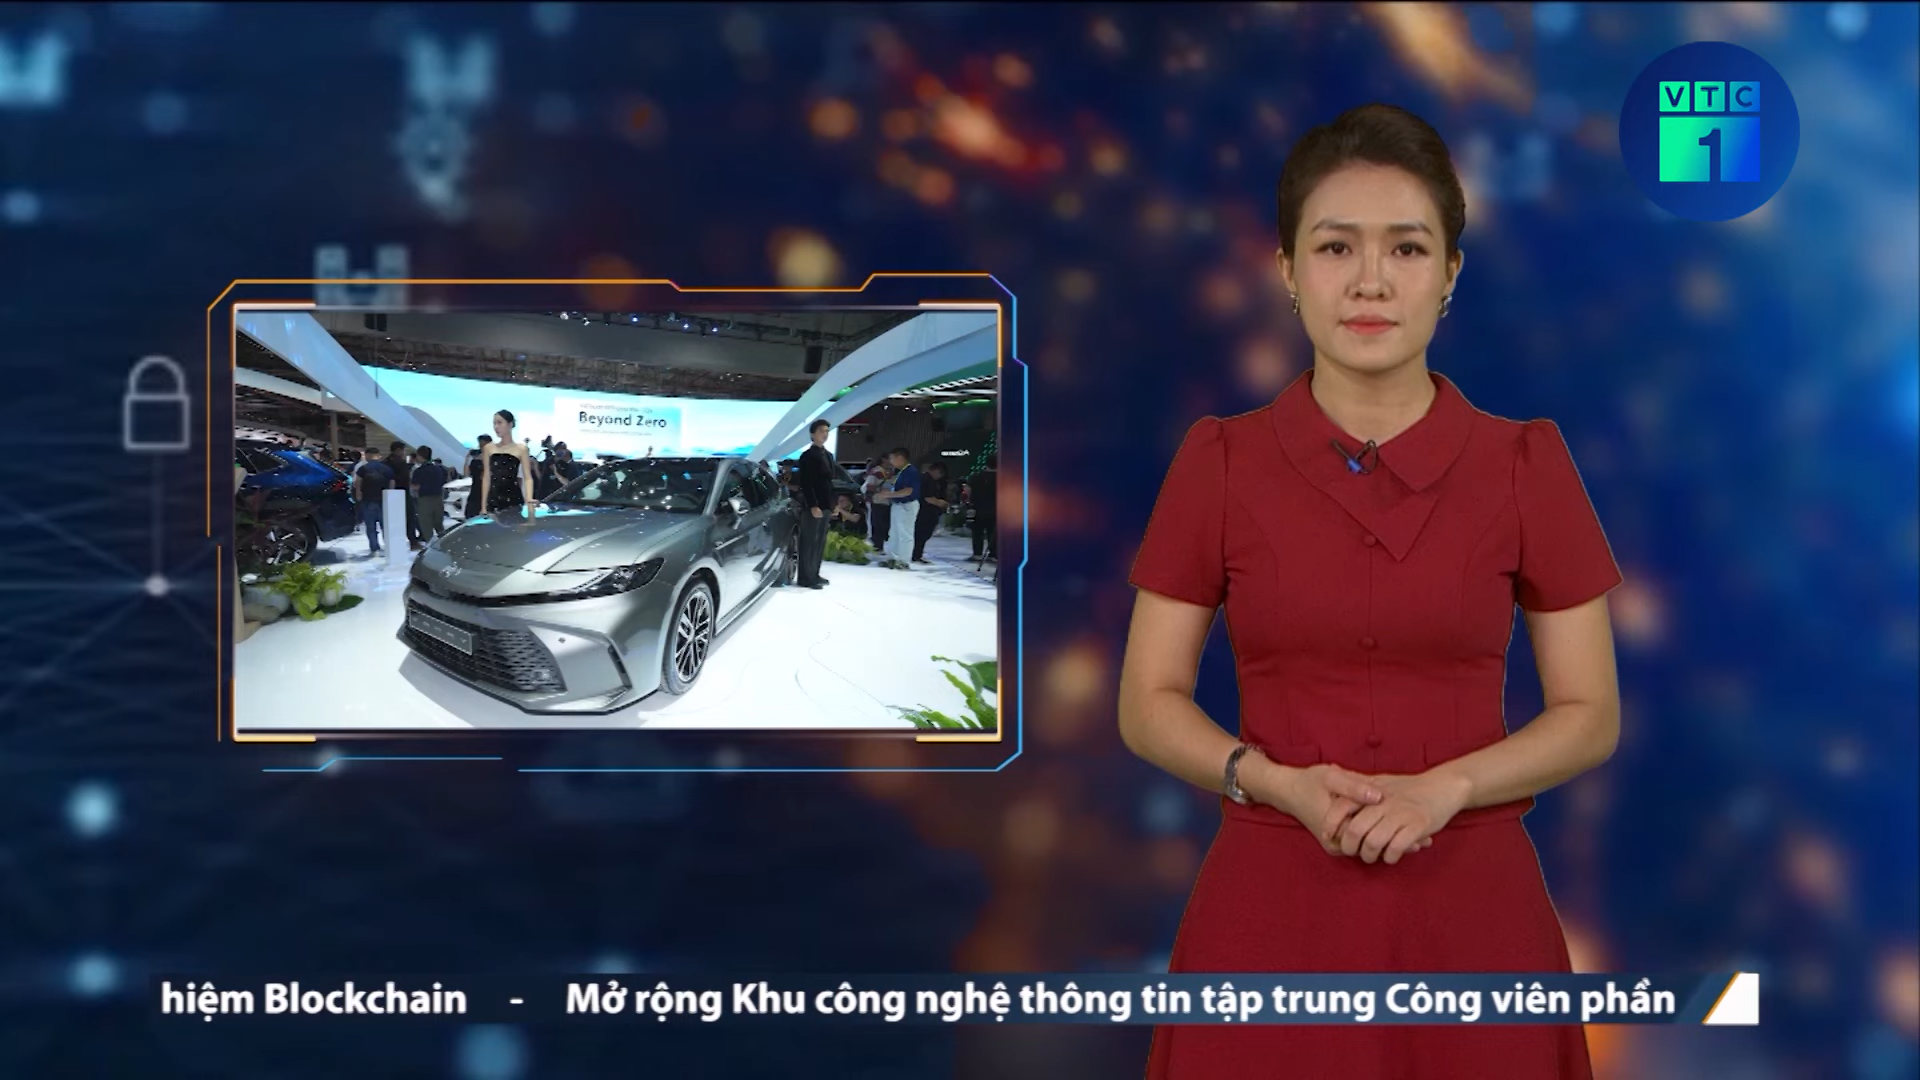 VTC
1
Beyond Zero
hiệm Blockchain - Mở rộng Khu công nghệ thông tin tập trung Công viên phần